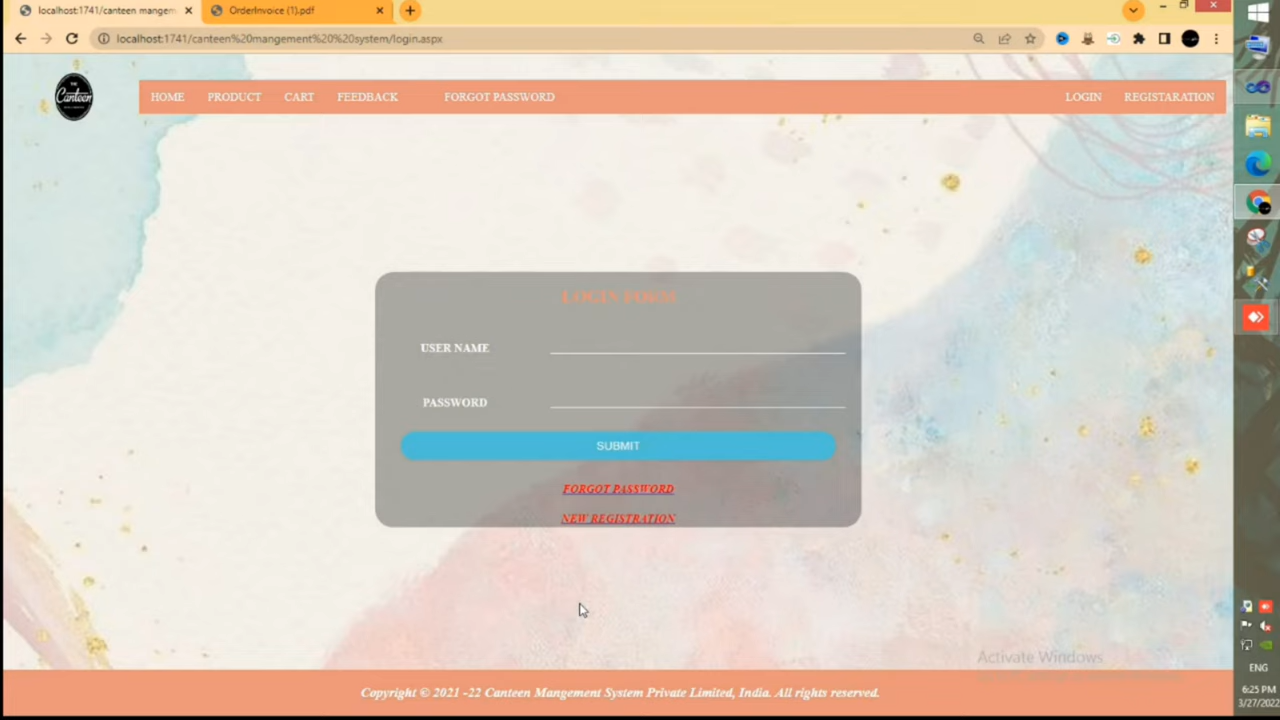 localhost:1741/canteen mangem
OrderInvoice (1).pdf
localhost:1741/canteen%20mangement%20%20system/login.aspx
THE
Canteen
HOME PRODUCT CART FEEDBACK FORGOT PASSWORD LOGIN REGISTARATION
LOGIN FORM
USER NAME
PASSWORD
SUBMIT
FORGOT PASSWORD
NEW REGISTRATION
Activate Windows
Copyright © 2021 -22 Canteen Mangement System Private Limited, India. All rights reserved.
ENG
6:25 PM
3/27/2022